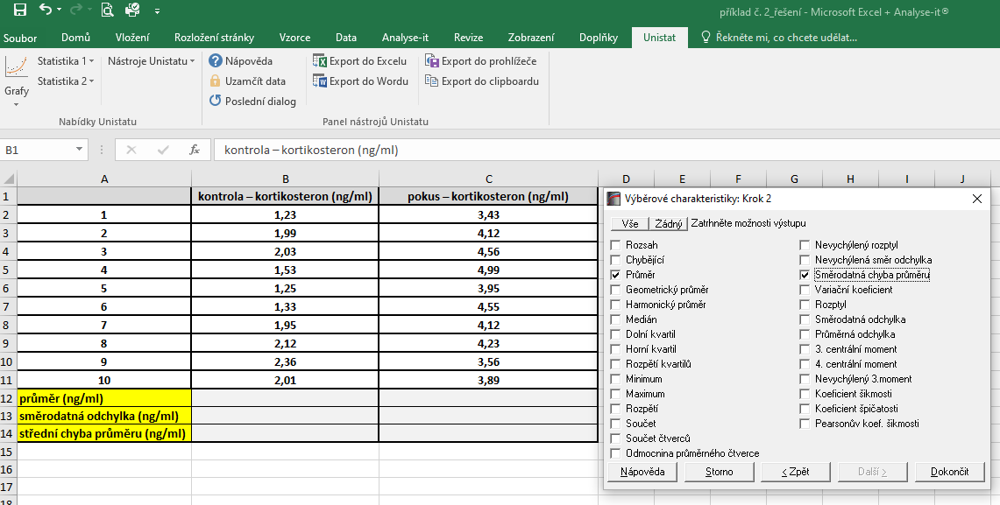 příklad č. 2_řešení - Microsoft Excel + Analyse-it®
Soubor Domů Vložení Rozložení stránky Vzorce Data Analyse-it Revize Zobrazení Doplňky Unistat Řekněte mi, co chcete udělat...
Grafy
Statistika 1 Nástroje Unistatu
Statistika 2
Nabídky Unistatu
Nápověda Export do Excelu Export do prohlížeče
Uzamčít data Export do Wordu Export do clipboardu
Poslední dialog
Panel nástrojů Unistatu
B1 fx kontrola – kortikosteron (ng/ml)
A B C D E F G H I J
1 kontrola – kortikosteron (ng/ml) pokus – kortikosteron (ng/ml)
2 1 1,23 3,43
3 2 1,99 4,12
4 3 2,03 4,56
5 4 1,53 4,99
6 5 1,25 3,95
7 6 1,33 4,55
8 7 1,95 4,12
9 8 2,12 4,23
10 9 2,36 3,56
11 10 2,01 3,89
12 průměr (ng/ml)
13 směrodatná odchylka (ng/ml)
14 střední chyba průměru (ng/ml)
15
16
17
18
Výběrové charakteristiky: Krok 2
Vše Žádný Zatrhněte možnosti výstupu
Rozsah
Chybějící
Průměr
Geometrický průměr
Harmonický průměr
Medián
Dolní kvartil
Horní kvartil
Rozpětí kvartilů
Minimum
Maximum
Rozpětí
Součet
Součet čtverců
Odmocnina průměrného čtverce
Nevychýlený rozptyl
Nevychýlená směr odchylka
Směrodatná chyba průměru
Variační koeficient
Rozptyl
Směrodatná odchylka
Průměrná odchylka
3. centrální moment
4. centrální moment
Nevychýlený 3.moment
Koeficient šikmosti
Koeficient špičatosti
Pearsonův koef. šikmosti
Nápověda Storno < Zpět Další > Dokončit